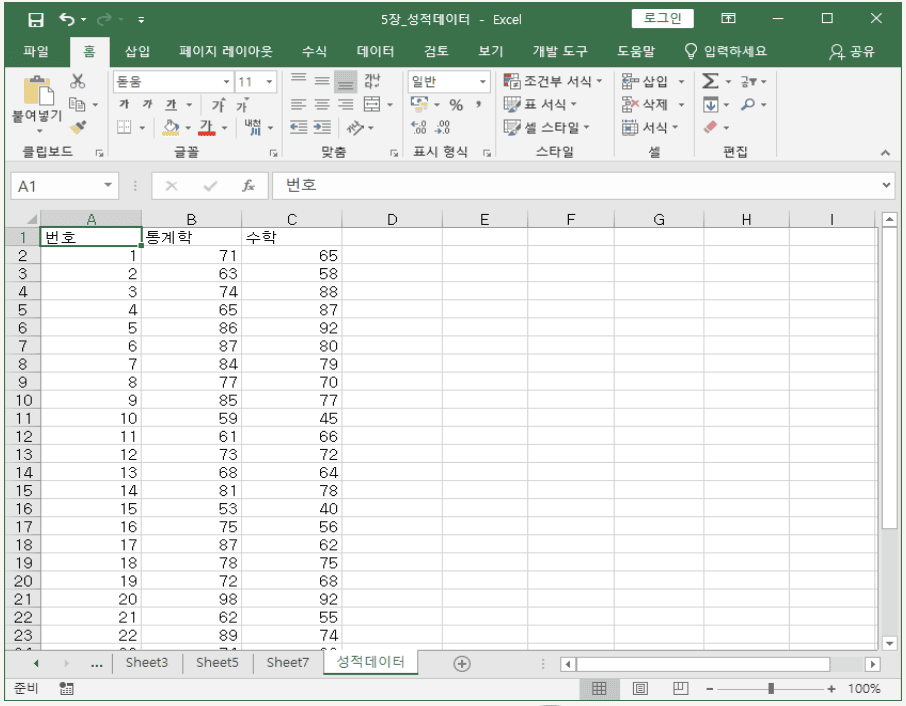 5장_성적데이터 - Excel 로그인
파일 홈 삽입 페이지 레이아웃 수식 데이터 검토 보기 개발 도구 도움말 입력하세요 공유
붙여넣기 돋움 11 일반 조건부 서식 삽입
가 가 가 가 가 % 표 서식 삭제
가 내천 셀 스타일 서식
클립보드 글꼴 맞춤 표시 형식 스타일 셀 편집
A1 fx 번호
A B C D E F G H I
1 번호 통계학 수학
2 1 71 65
3 2 63 58
4 3 74 88
5 4 65 87
6 5 86 92
7 6 87 80
8 7 84 79
9 8 77 70
10 9 85 77
11 10 59 45
12 11 61 66
13 12 73 72
14 13 68 64
15 14 81 78
16 15 53 40
17 16 75 56
18 17 87 62
19 18 78 75
20 19 72 68
21 20 98 92
22 21 62 55
23 22 89 74
... Sheet3 Sheet5 Sheet7 성적데이터
준비 100%